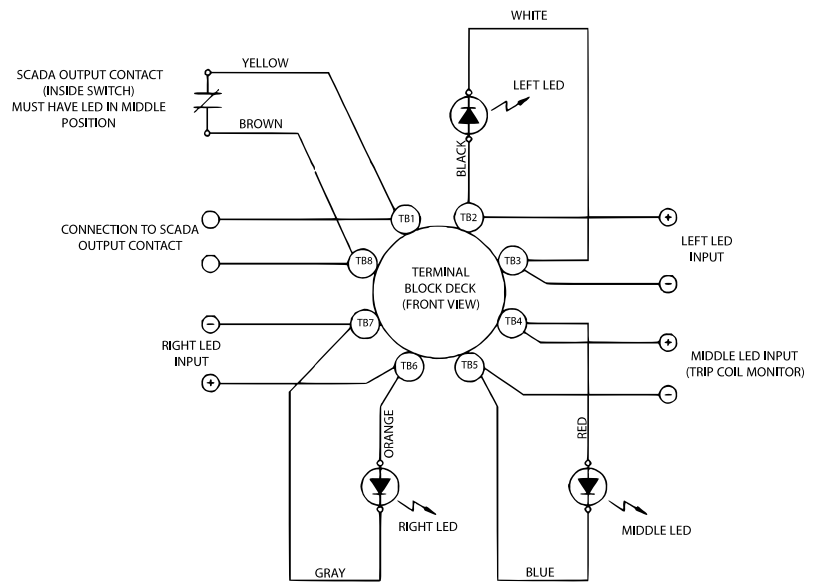 WHITE
SCADA OUTPUT CONTACT
(INSIDE SWITCH)
MUST HAVE LED IN MIDDLE
POSITION
YELLOW
BROWN
LEFT LED
BLACK
CONNECTION TO SCADA
OUTPUT CONTACT
TB1
TB2
TB8
TB3
+
LEFT LED
INPUT
-
TERMINAL
BLOCK DECK
(FRONT VIEW)
-
RIGHT LED
INPUT
+
TB7
TB4
TB6
TB5
+
MIDDLE LED INPUT
(TRIP COIL MONITOR)
-
ORANGE
RED
RIGHT LED
MIDDLE LED
GRAY
BLUE